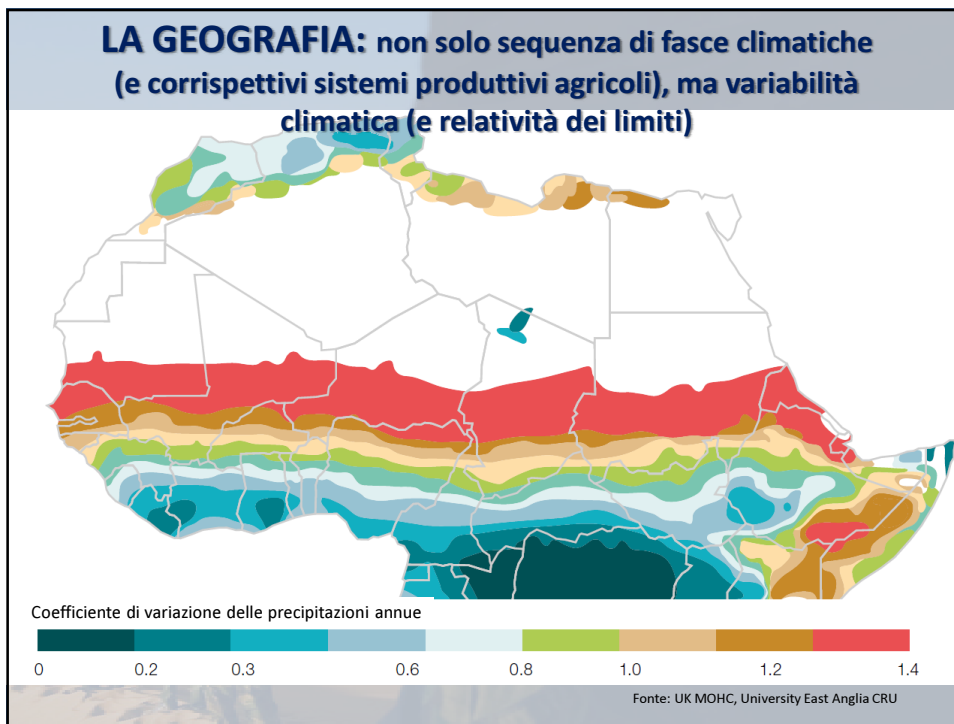 LA GEOGRAFIA: non solo sequenza di fasce climatiche
(e corrispettivi sistemi produttivi agricoli), ma variabilità
climatica (e relatività dei limiti)
Coefficiente di variazione delle precipitazioni annue
0 0.2 0.3 0.6 0.8 1.0 1.2 1.4
Fonte: UK MOHC, University East Anglia CRU